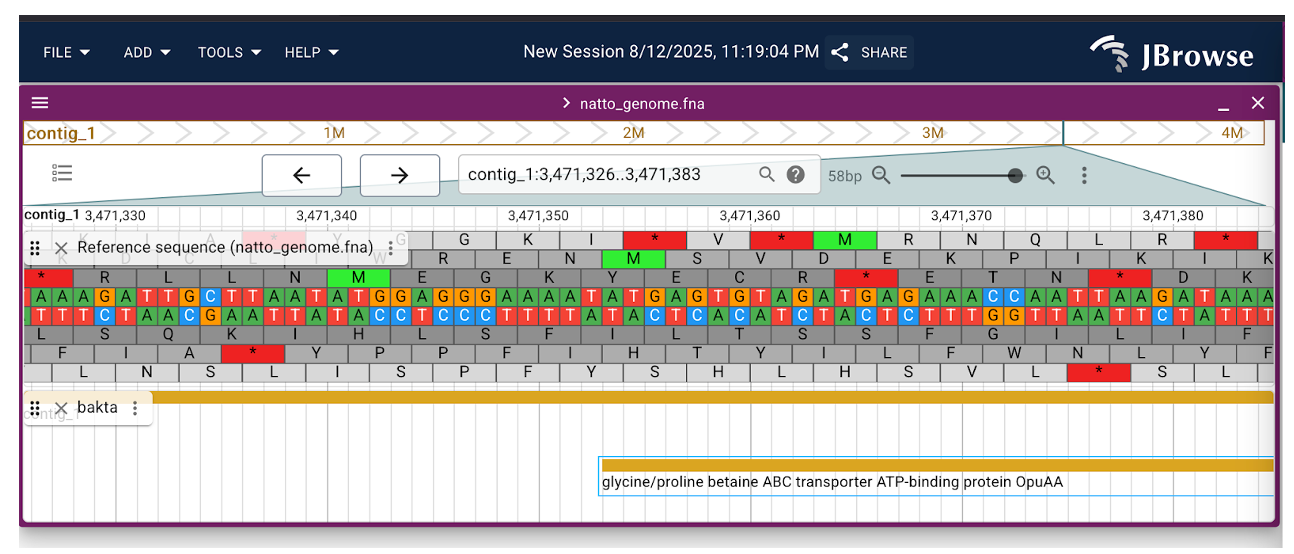 FILE ADD TOOLS HELP New Session 8/12/2025, 11:19:04 PM SHARE JBrowse
natto_genome.fna
contig_1 1M 2M 3M 4M
contig_1:3,471,326..3,471,383 58bp
contig_1 3,471,330 3,471,340 3,471,350 3,471,360 3,471,370 3,471,380
Reference sequence (natto_genome.fna) G G K I * V * M R N Q L R *
R E N M S V D E K P I K I K
* R L L N M E G K Y E C R * E T N * D K
A A A G A T T G C T T A A T A T G G A G G G A A A A T A T G A G T G T A G A T G A G A A A C C A A T T A A G A T A A A
T T T C T A A C G A A T T A T A C C T C C C T T T T A T A C T C A C A T C T A C T C T T T G G T T A A T T C T A T T T
L S Q K I H L S F I L T S S F G I L I F
F I A * Y P P F I H T Y I L F W N L Y F
L N S L I S P F Y S H L H S V L * S L
bakta
contig_1
glycine/proline betaine ABC transporter ATP-binding protein OpuAA